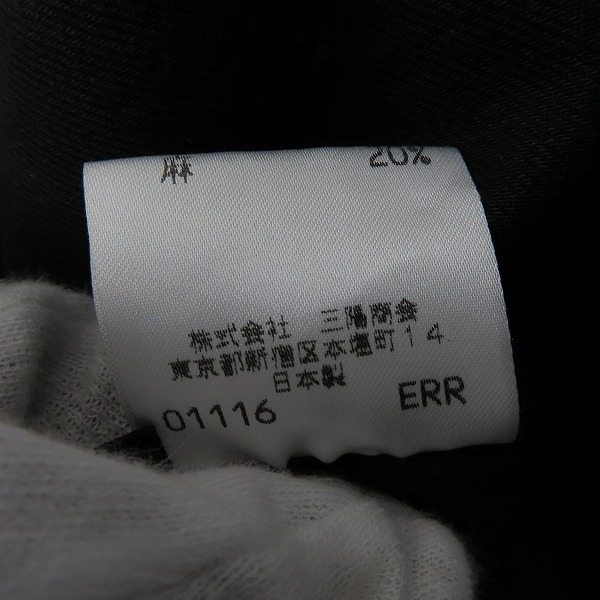 麻 20%
株式会社 三陽商会
東京都新宿区本塩町14
日本製
01116 ERR